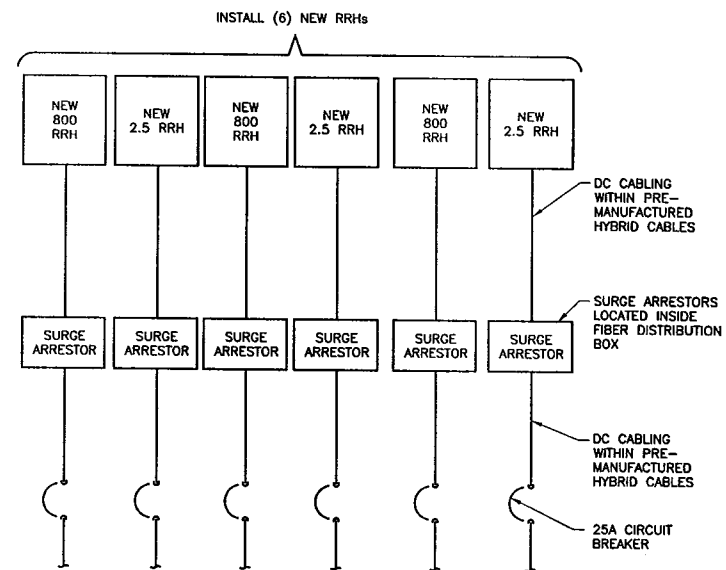 INSTALL (6) NEW RRHs
NEW
800
RRH
NEW
2.5 RRH
NEW
800
RRH
NEW
2.5 RRH
NEW
800
RRH
NEW
2.5 RRH
DC CABLING
WITHIN PRE-
MANUFACTURED
HYBRID CABLES
SURGE
ARRESTOR
SURGE
ARRESTOR
SURGE
ARRESTOR
SURGE
ARRESTOR
SURGE
ARRESTOR
SURGE
ARRESTOR
SURGE ARRESTORS
LOCATED INSIDE
FIBER DISTRIBUTION
BOX
DC CABLING
WITHIN PRE-
MANUFACTURED
HYBRID CABLES
25A CIRCUIT
BREAKER